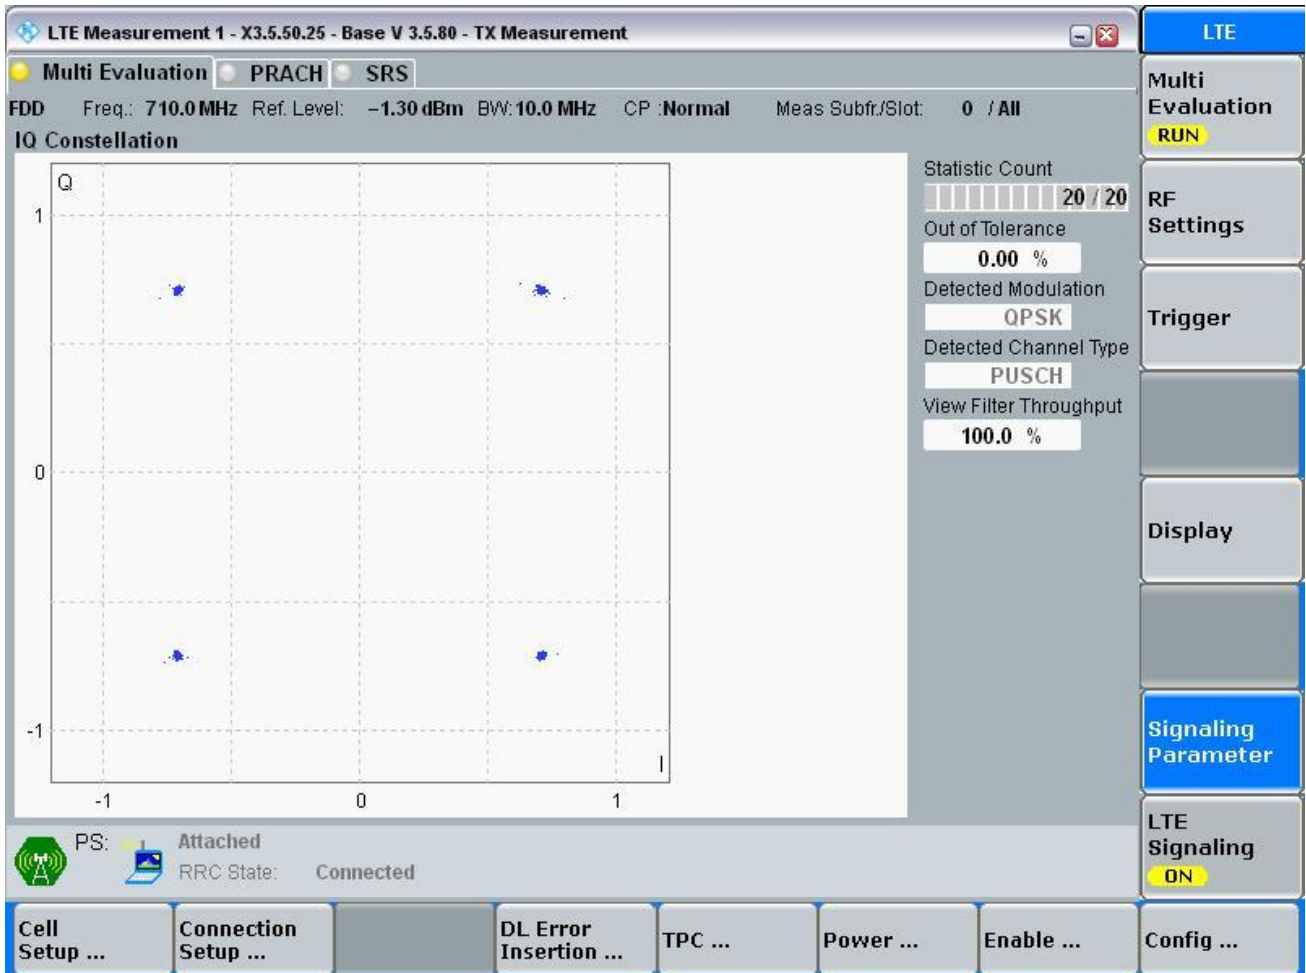 LTE Measurement 1 - X3.5.50.25 - Base V 3.5.80 - TX Measurement
LTE
Multi Evaluation PRACH SRS
FDD Freq.: 710.0 MHz Ref. Level: −1.30 dBm BW: 10.0 MHz CP :Normal Meas Subfr./Slot: 0 / All
IQ Constellation
Q
1
0
-1
-1 0 1
I
Statistic Count
20 / 20
Out of Tolerance
0.00 %
Detected Modulation
QPSK
Detected Channel Type
PUSCH
View Filter Throughput
100.0 %
Multi
Evaluation
RUN
RF
Settings
Trigger
Display
Signaling
Parameter
LTE
Signaling
ON
PS: Attached
RRC State: Connected
Cell
Setup ...
Connection
Setup ...
DL Error
Insertion ...
TPC ...
Power ...
Enable ...
Config ...